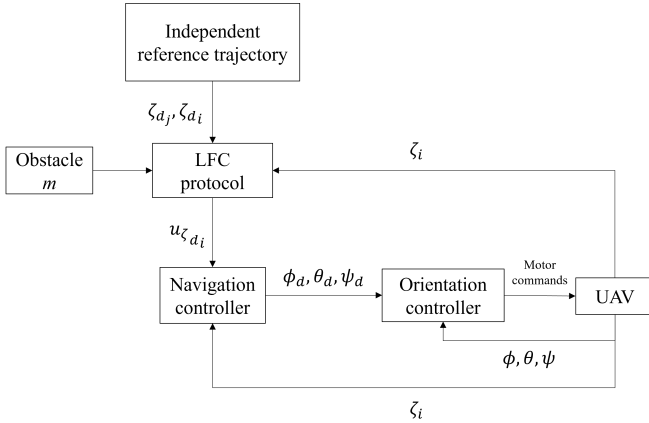 Independent
reference trajectory
ζ_{d_j}, ζ_{d_i}
ζ_i
Obstacle
m
LFC
protocol
u_{ζ_{d_i}}
Navigation
controller
ϕ_d, θ_d, ψ_d
Orientation
controller
Motor
commands
UAV
ϕ, θ, ψ
ζ_i